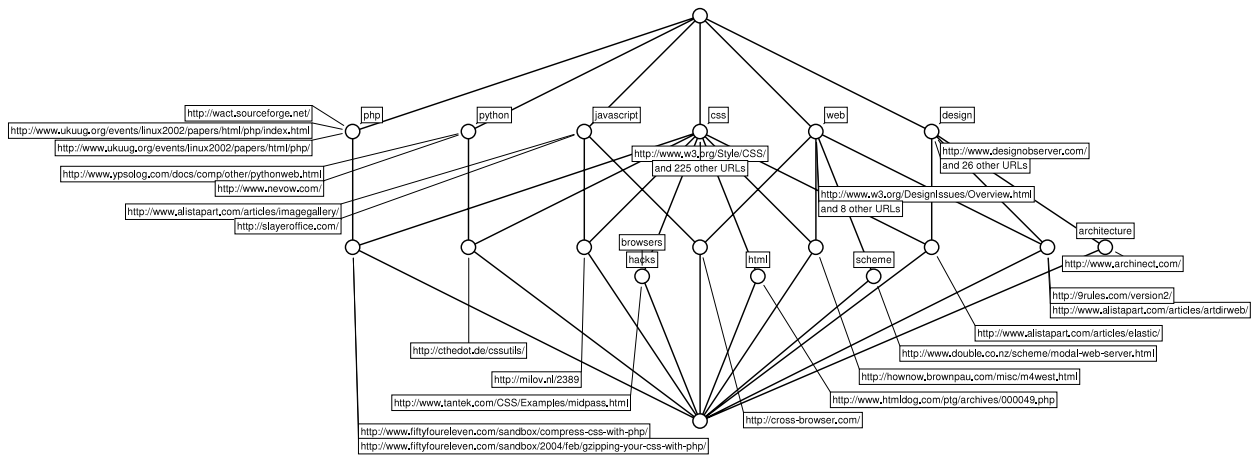 http://wact.sourceforge.net/
php
python
javascript
css
web
design
http://www.ukuug.org/events/linux2002/papers/html/php/index.html
http://www.ukuug.org/events/linux2002/papers/html/php/
http://www.w3.org/Style/CSS/
and 225 other URLs
http://www.designobserver.com/
and 26 other URLs
http://www.ypsolog.com/docs/comp/other/pythonweb.html
http://www.nevow.com/
http://www.w3.org/DesignIssues/Overview.html
and 8 other URLs
http://www.alistapart.com/articles/imagegallery/
http://slayeroffice.com/
architecture
browsers
hacks
html
scheme
http://www.archinect.com/
http://9rules.com/version2/
http://www.alistapart.com/articles/artdirweb/
http://www.alistapart.com/articles/elastic/
http://cthedot.de/cssutils/
http://www.double.co.nz/scheme/modal-web-server.html
http://milov.nl/2389
http://hownow.brownpau.com/misc/m4west.html
http://www.tantek.com/CSS/Examples/midpass.html
http://www.htmldog.com/ptg/archives/000049.php
http://cross-browser.com/
http://www.fiftyfoureleven.com/sandbox/compress-css-with-php/
http://www.fiftyfoureleven.com/sandbox/2004/feb/gzipping-your-css-with-php/